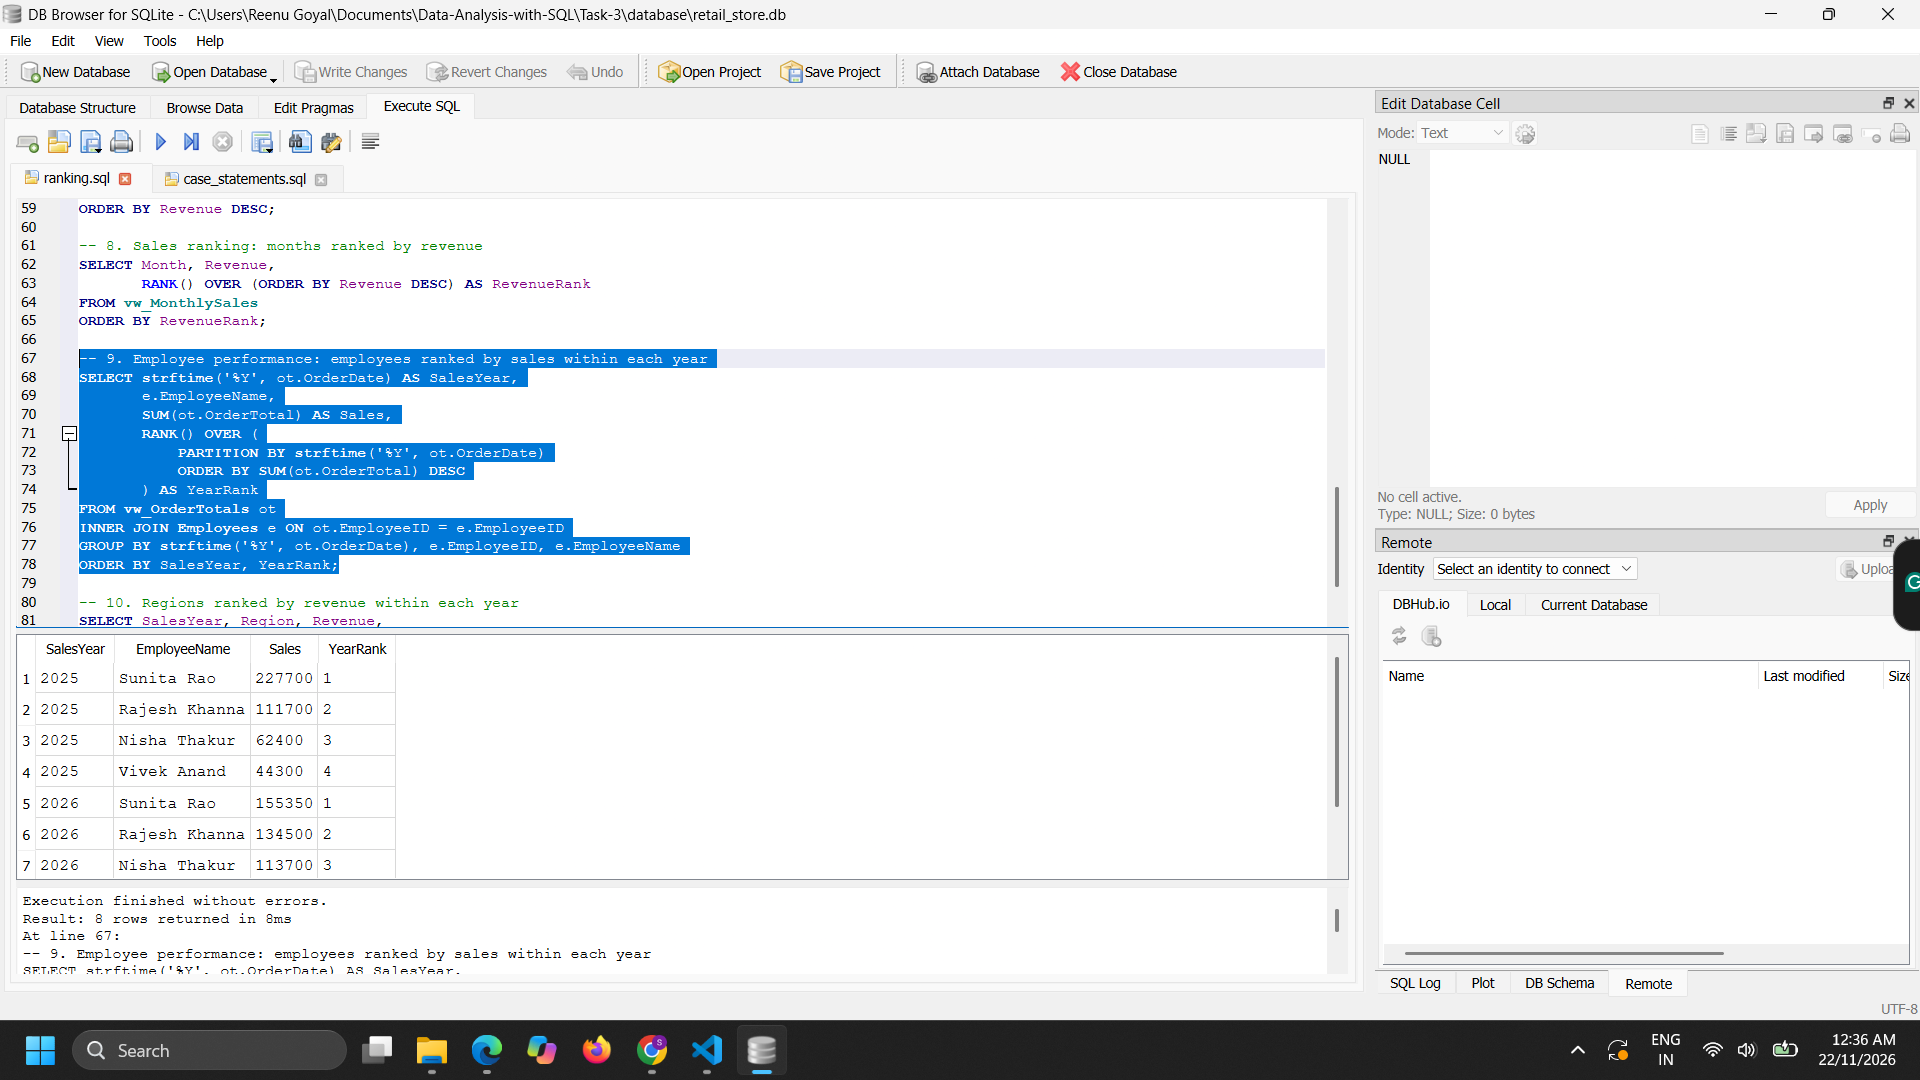 DB Browser for SQLite - C:\Users\Reenu Goyal\Documents\Data-Analysis-with-SQL\Task-3\database\retail_store.db
File Edit View Tools Help
New Database Open Database Write Changes Revert Changes Undo Open Project Save Project Attach Database Close Database
Database Structure Browse Data Edit Pragmas Execute SQL
ranking.sql case_statements.sql
59 ORDER BY Revenue DESC;
60
61 -- 8. Sales ranking: months ranked by revenue
62 SELECT Month, Revenue,
63 RANK() OVER (ORDER BY Revenue DESC) AS RevenueRank
64 FROM vw_MonthlySales
65 ORDER BY RevenueRank;
66
67 -- 9. Employee performance: employees ranked by sales within each year
68 SELECT strftime('%Y', ot.OrderDate) AS SalesYear,
69 e.EmployeeName,
70 SUM(ot.OrderTotal) AS Sales,
71 RANK() OVER (
72 PARTITION BY strftime('%Y', ot.OrderDate)
73 ORDER BY SUM(ot.OrderTotal) DESC
74 ) AS YearRank
75 FROM vw_OrderTotals ot
76 INNER JOIN Employees e ON ot.EmployeeID = e.EmployeeID
77 GROUP BY strftime('%Y', ot.OrderDate), e.EmployeeID, e.EmployeeName
78 ORDER BY SalesYear, YearRank;
79
80 -- 10. Regions ranked by revenue within each year
81 SELECT SalesYear, Region, Revenue,
SalesYear EmployeeName Sales YearRank
1 2025 Sunita Rao 227700 1
2 2025 Rajesh Khanna 111700 2
3 2025 Nisha Thakur 62400 3
4 2025 Vivek Anand 44300 4
5 2026 Sunita Rao 155350 1
6 2026 Rajesh Khanna 134500 2
7 2026 Nisha Thakur 113700 3
Execution finished without errors.
Result: 8 rows returned in 8ms
At line 67:
-- 9. Employee performance: employees ranked by sales within each year
SELECT strftime('%Y', ot.OrderDate) AS SalesYear,
Edit Database Cell
Mode: Text
NULL
No cell active.
Type: NULL; Size: 0 bytes
Apply
Remote
Identity Select an identity to connect Uploa
DBHub.io Local Current Database
Name Last modified Size
SQL Log Plot DB Schema Remote
UTF-8
Search
ENG
IN
12:36 AM
22/11/2026